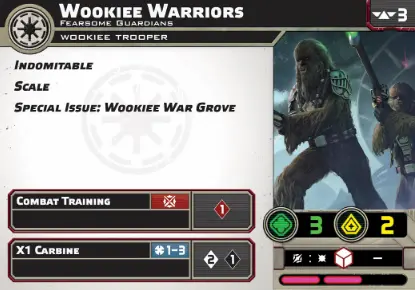 Wookiee Warriors
Fearsome Guardians
Wookiee Trooper
3
Indomitable
Scale
Special Issue: Wookiee War Grove
Combat Training
1
3
2
X1 Carbine
1-3
2
1
:
–